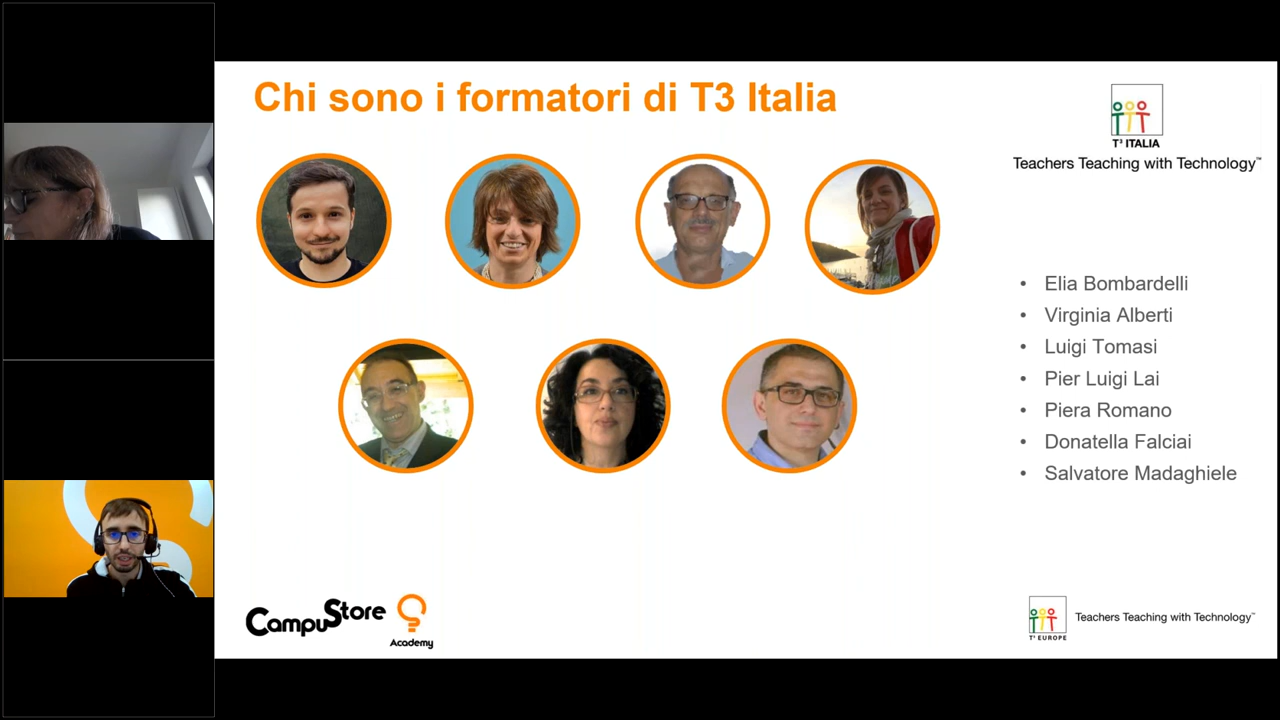 Chi sono i formatori di T3 Italia
T³ ITALIA
Teachers Teaching with Technology™
• Elia Bombardelli
• Virginia Alberti
• Luigi Tomasi
• Pier Luigi Lai
• Piera Romano
• Donatella Falciai
• Salvatore Madaghiele
CampuStore
Academy
T³ EUROPE
Teachers Teaching with Technology™